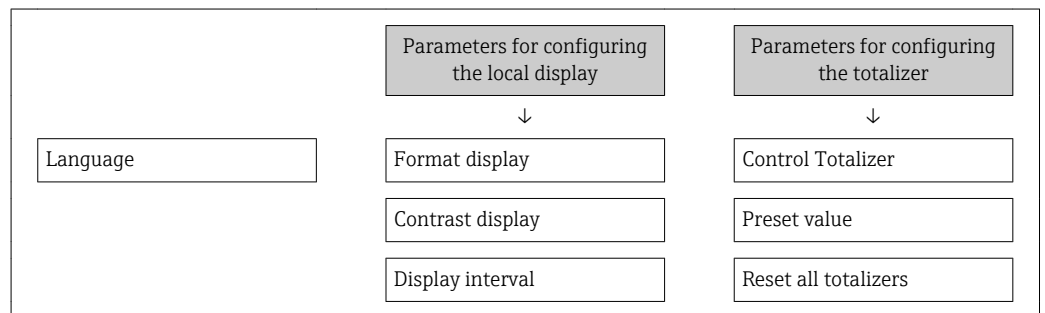 Parameters for configuring
the local display
Parameters for configuring
the totalizer
↓
↓
Language
Format display
Control Totalizer
Contrast display
Preset value
Display interval
Reset all totalizers